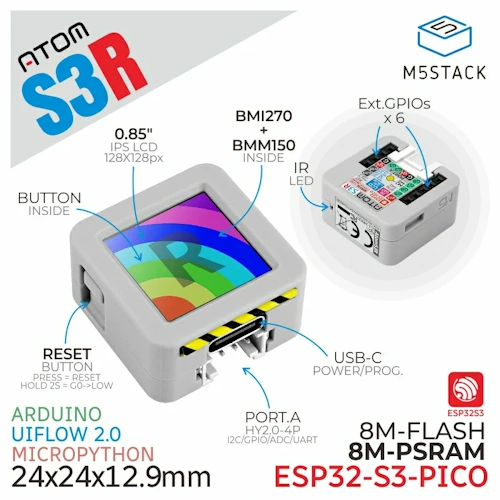 ATOM
S3R
M5STACK
Ext.GPIOs
x 6
0.85"
IPS LCD
128X128px
BMI270
+
BMM150
INSIDE
IR
LED
BUTTON
INSIDE
R
RESET
BUTTON
PRESS = RESET
HOLD 2S = G0->LOW
USB-C
POWER/PROG.
PORT.A
HY2.0-4P
I2C/GPIO/ADC/UART
ESP32S3
ARDUINO
UIFLOW 2.0
MICROPYTHON
24x24x12.9mm
8M-FLASH
8M-PSRAM
ESP32-S3-PICO